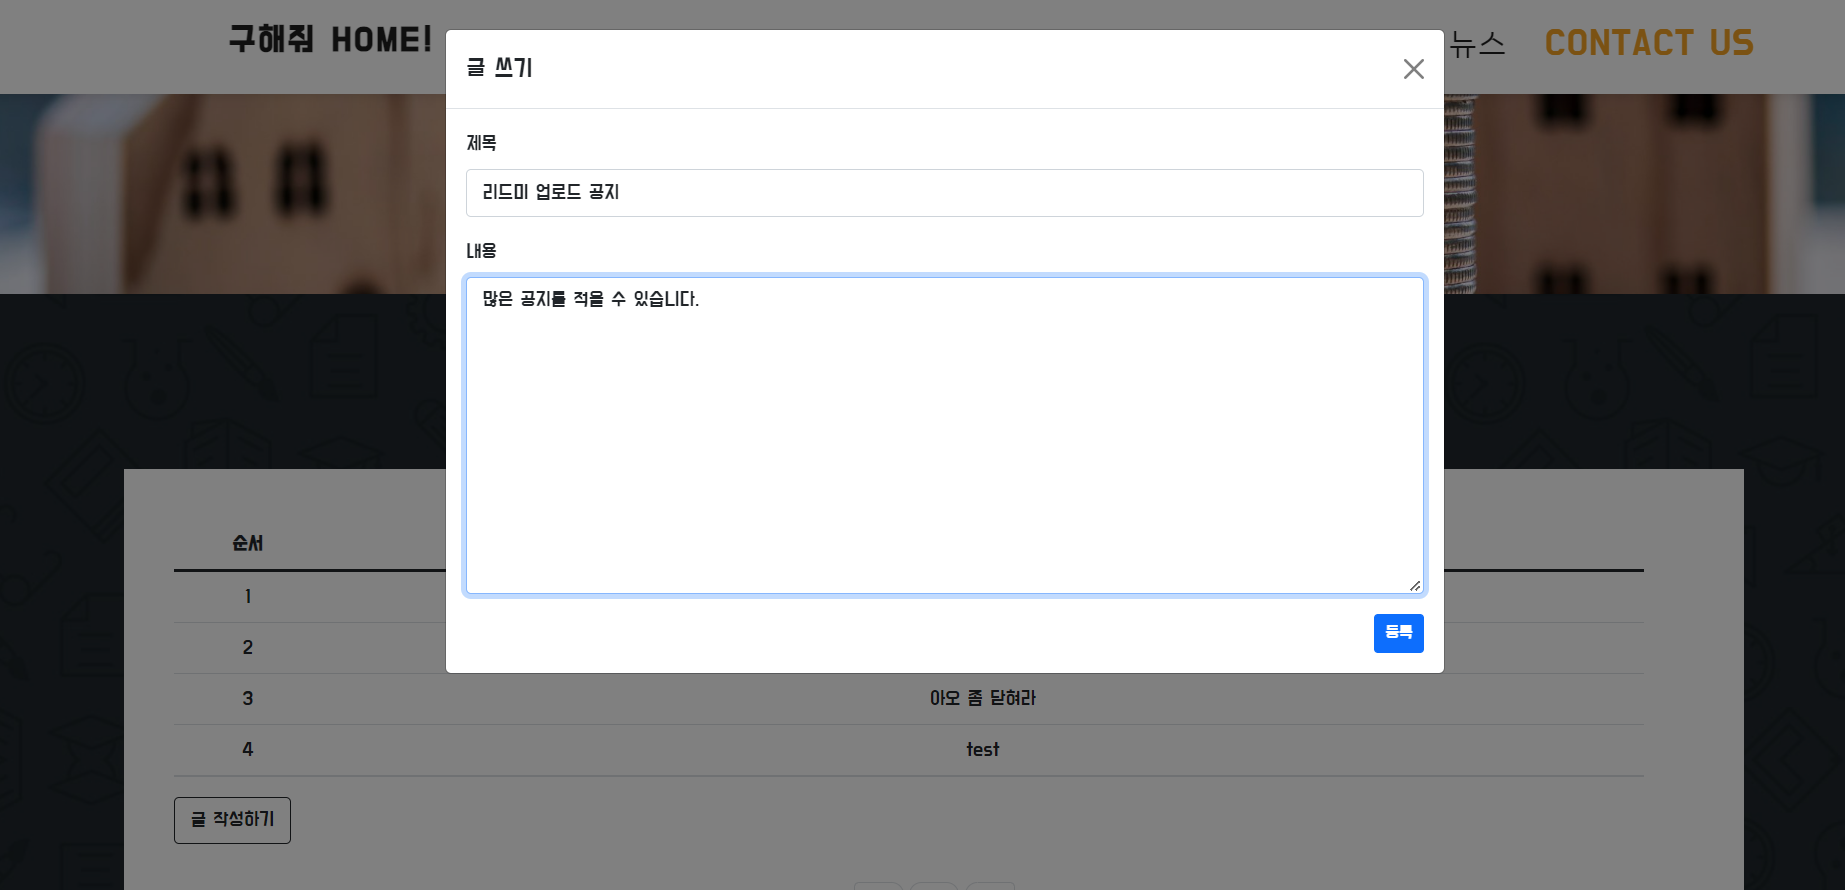 구해줘 HOME!
뉴스
CONTACT US
글 쓰기
제목
리드미 업로드 공지
내용
많은 공지를 적을 수 있습니다.
등록
순서
1
2
3 아오 좀 닫혀라
4 test
글 작성하기